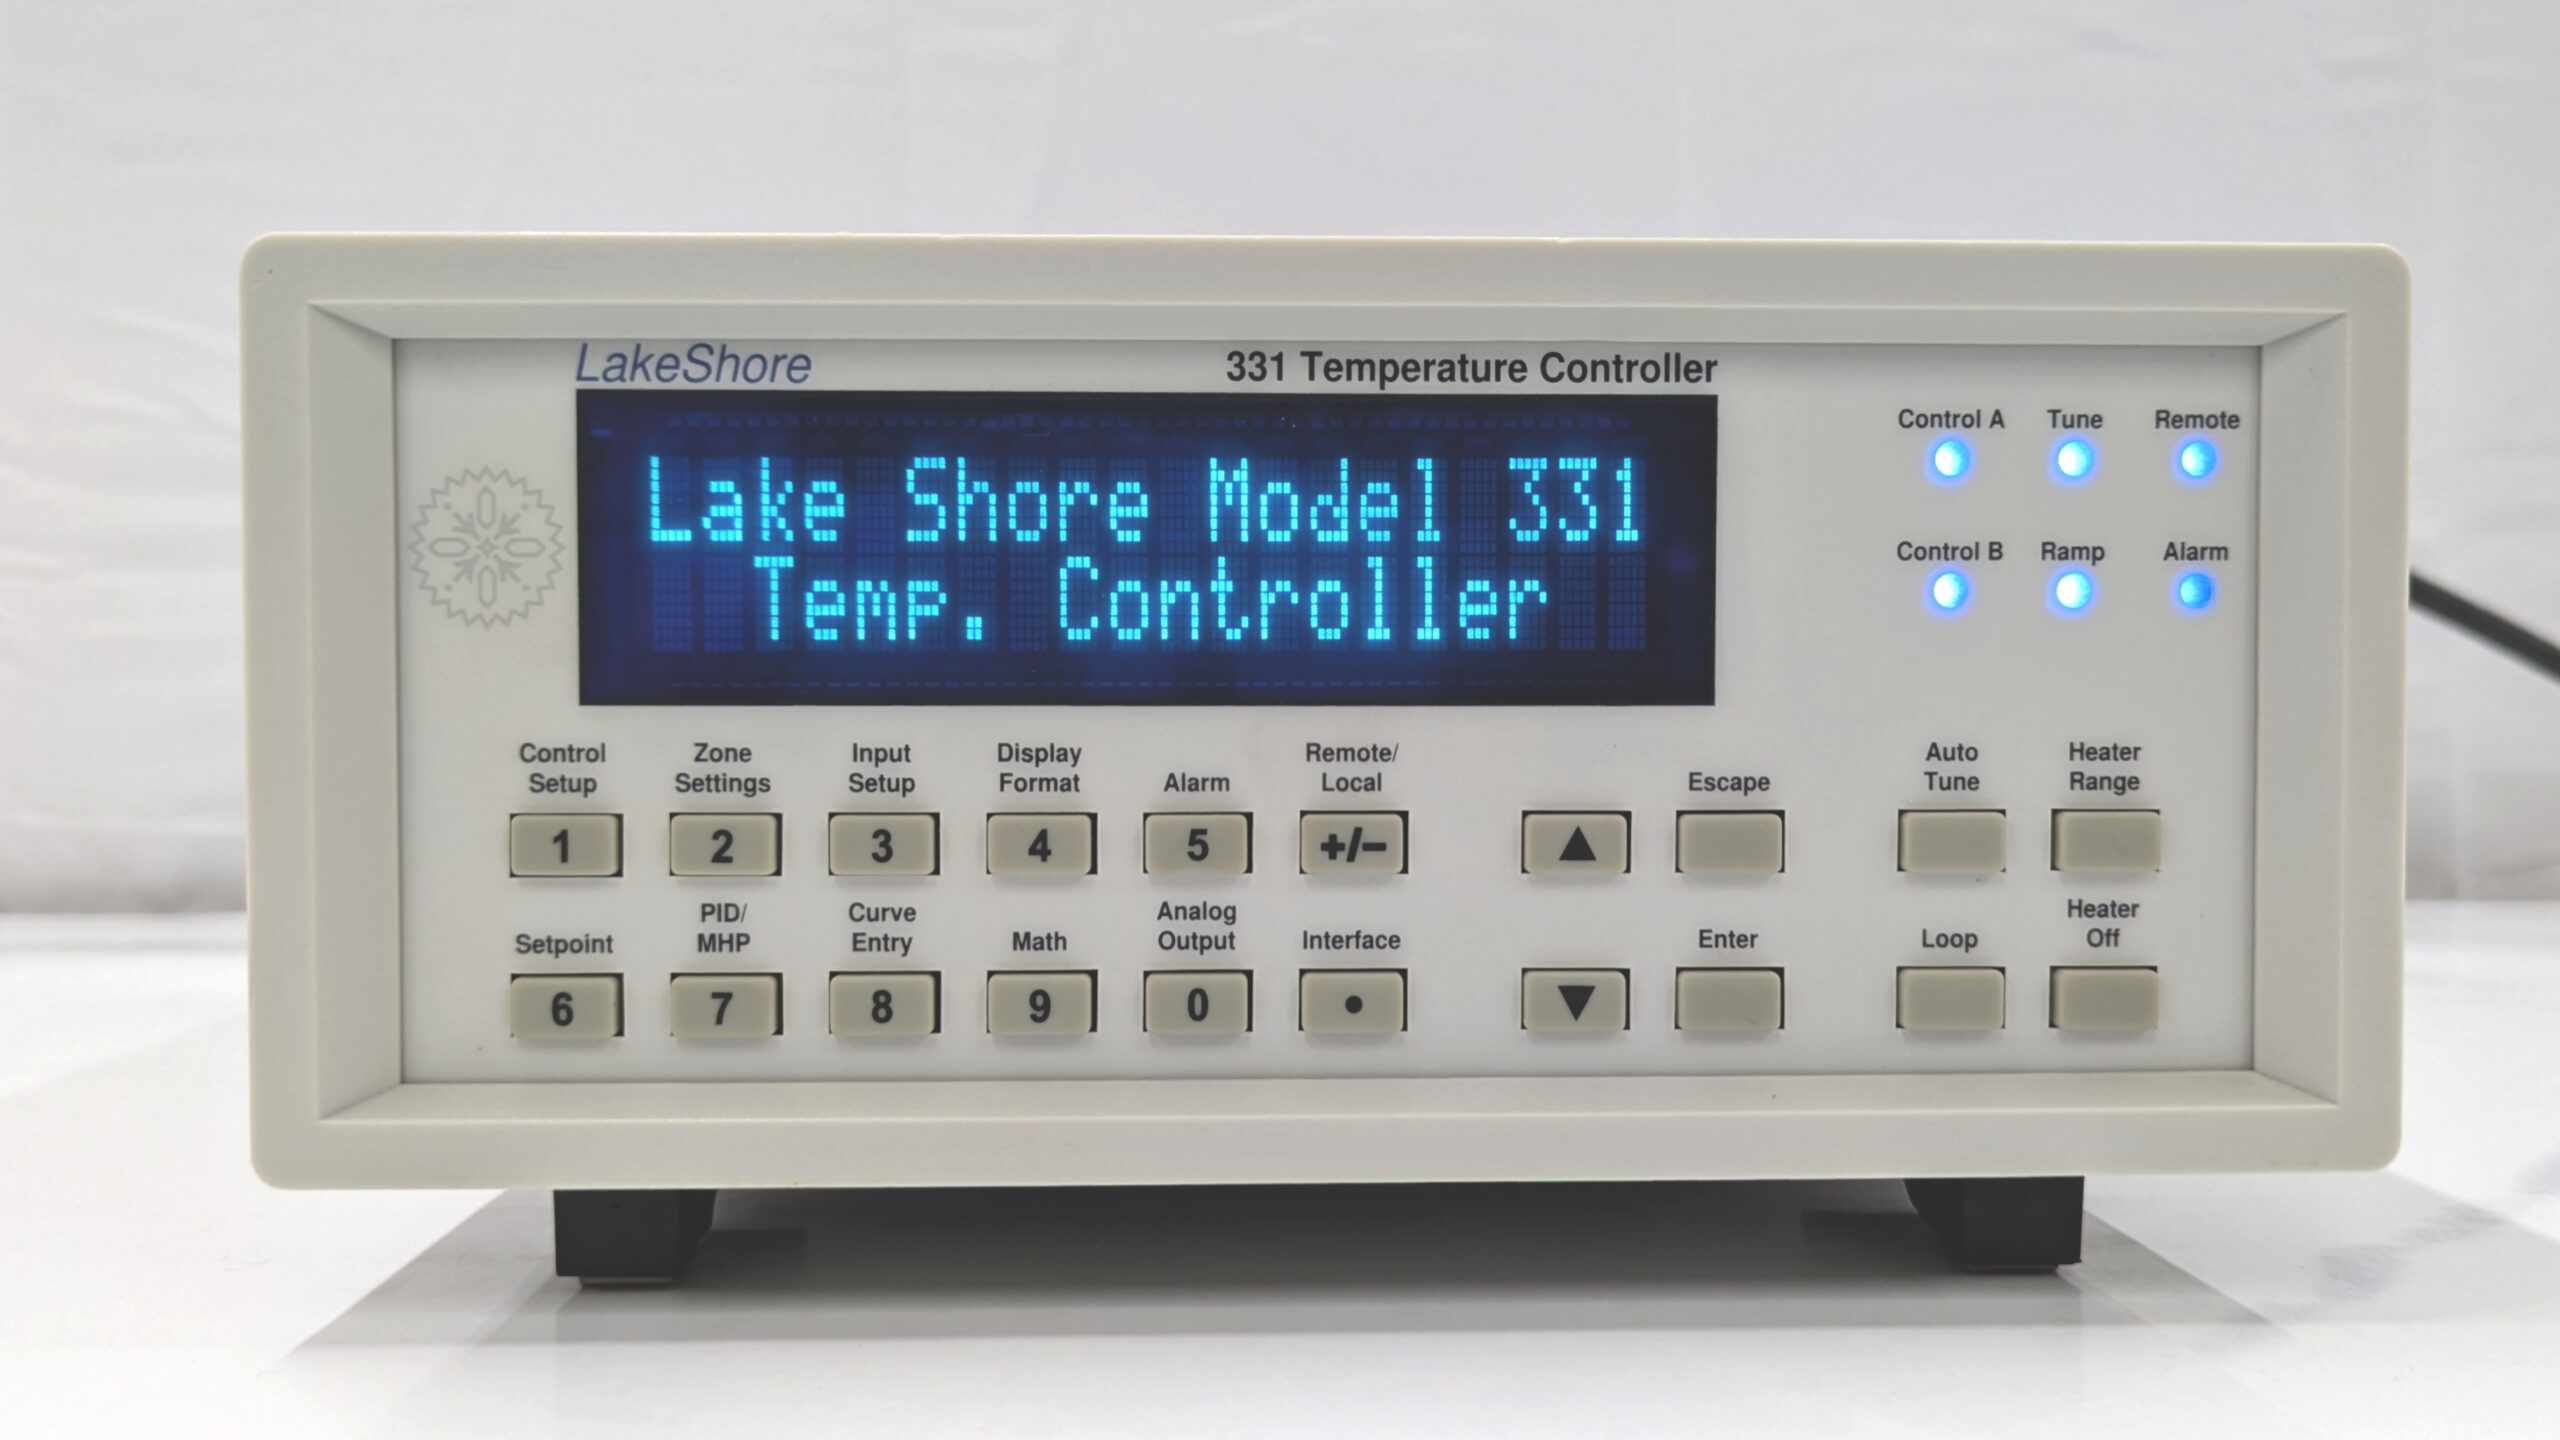 LakeShore
331 Temperature Controller
Lake Shore Model 331
Temp. Controller
Control A
Tune
Remote
Control B
Ramp
Alarm
Control
Setup
Zone
Settings
Input
Setup
Display
Format
Alarm
Remote/
Local
Escape
Auto
Tune
Heater
Range
1
2
3
4
5
+/−
▲
Setpoint
PID/
MHP
Curve
Entry
Math
Analog
Output
Interface
Enter
Loop
Heater
Off
6
7
8
9
0
•
▼